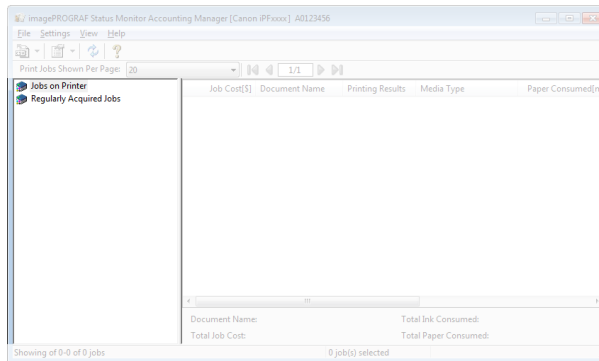 imagePROGRAF Status Monitor Accounting Manager [Canon iPFxxxx] A0123456
File Settings View Help
Print Jobs Shown Per Page: 20 1/1
Jobs on Printer
Regularly Acquired Jobs
Job Cost[$] Document Name Printing Results Media Type Paper Consumed[m
Document Name: Total Ink Consumed:
Total Job Cost: Total Paper Consumed:
Showing of 0-0 of 0 jobs 0 job(s) selected